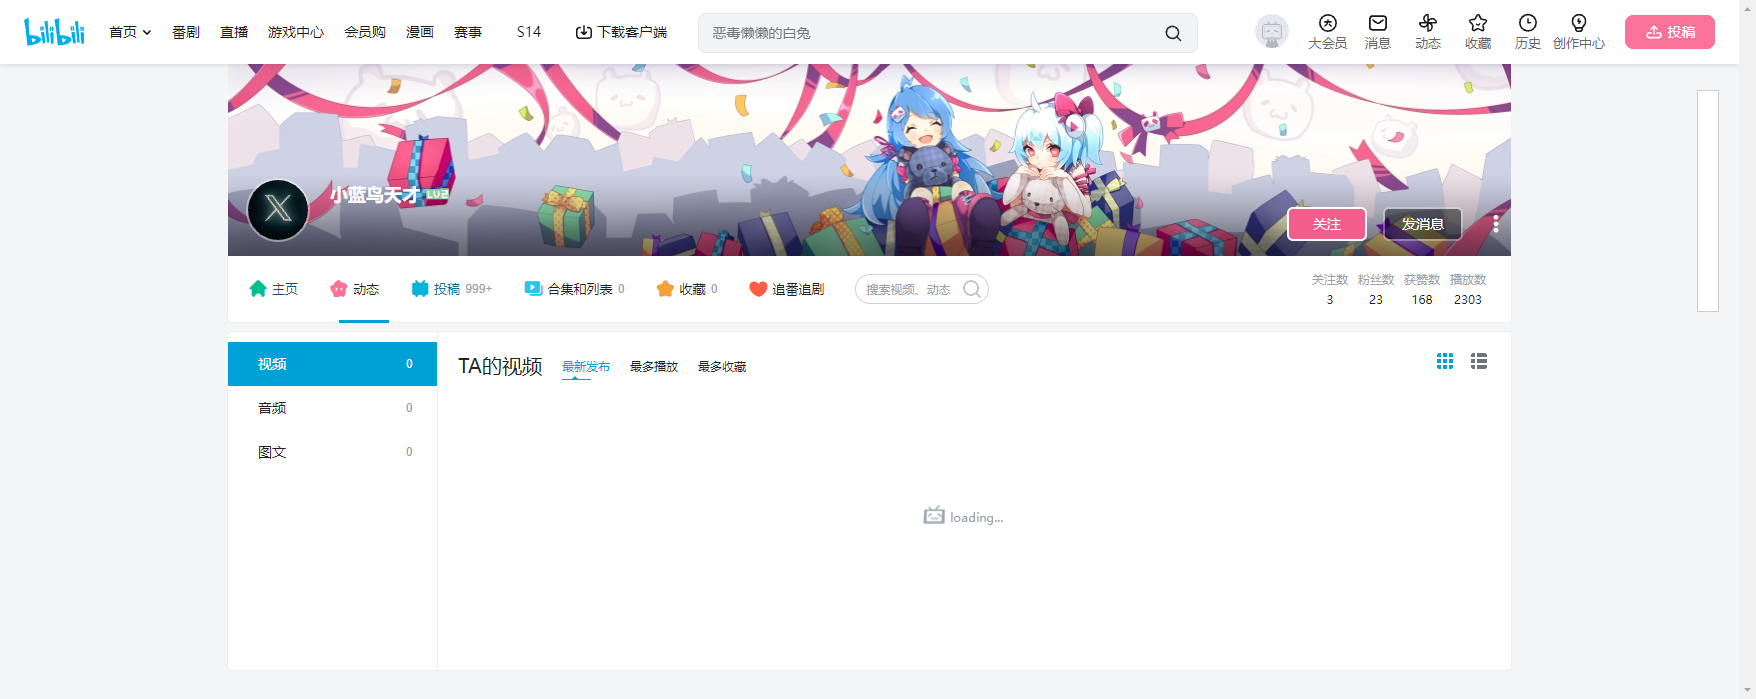 bilibili 首页 番剧 直播 游戏中心 会员购 漫画 赛事 S14 下载客户端 恶毒懒懒的白兔 大会员 消息 动态 收藏 历史 创作中心 投稿
小蓝鸟天才 LV2
关注 发消息
主页 动态 投稿 999+ 合集和列表 0 收藏 0 追番追剧 搜索视频、动态
关注数 粉丝数 获赞数 播放数
3 23 168 2303
视频 0
音频 0
图文 0
TA的视频 最新发布 最多播放 最多收藏
loading...